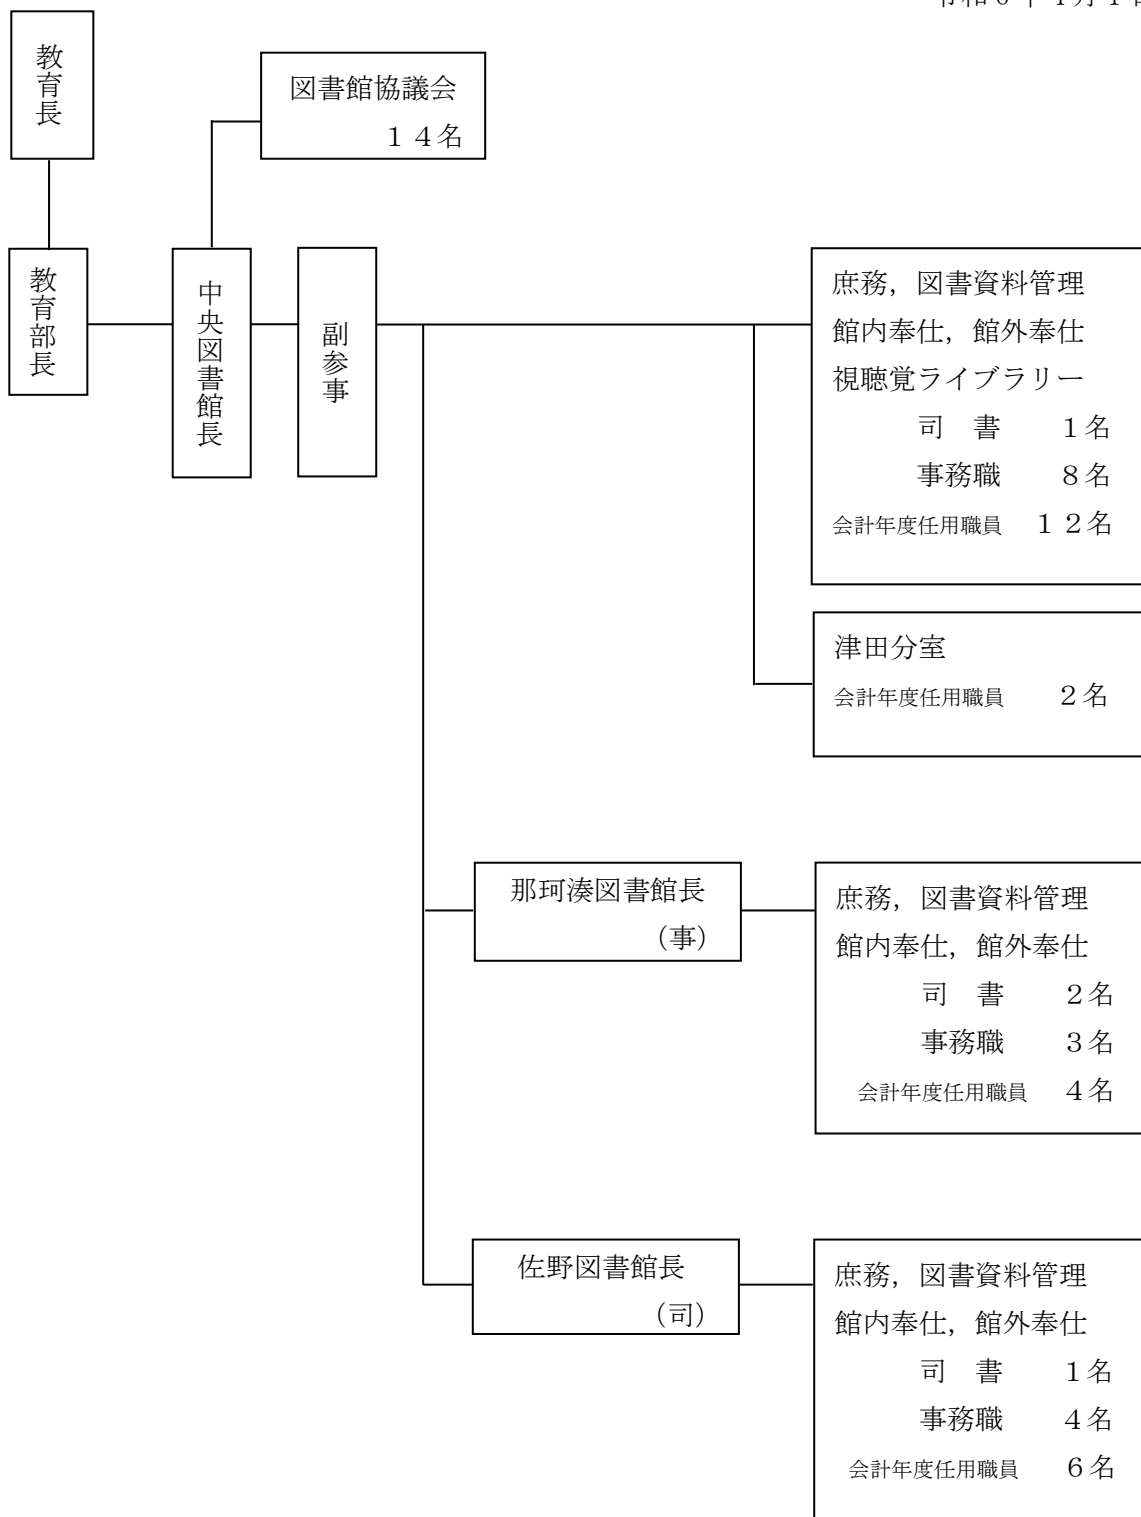 教育長
図書館協議会
１４名
教育部長
中央図書館長
副参事
庶務，図書資料管理
館内奉仕，館外奉仕
視聴覚ライブラリー
司　書　　１名
事務職　　８名
会計年度任用職員　１２名
津田分室
会計年度任用職員　　２名
那珂湊図書館長
（事）
庶務，図書資料管理
館内奉仕，館外奉仕
司　書　　２名
事務職　　３名
会計年度任用職員　４名
佐野図書館長
（司）
庶務，図書資料管理
館内奉仕，館外奉仕
司　書　　１名
事務職　　４名
会計年度任用職員　６名